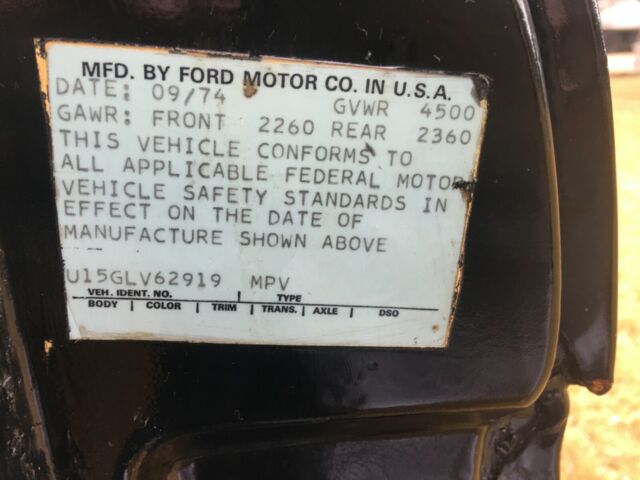 MFD. BY FORD MOTOR CO. IN U.S.A.
DATE: 09/74 GVWR 4500
GAWR: FRONT 2260 REAR 2360
THIS VEHICLE CONFORMS TO
ALL APPLICABLE FEDERAL MOTOR
VEHICLE SAFETY STANDARDS IN
EFFECT ON THE DATE OF
MANUFACTURE SHOWN ABOVE
U15GLV62919 MPV
VEH. IDENT. NO. TYPE
BODY COLOR TRIM TRANS. AXLE DSO